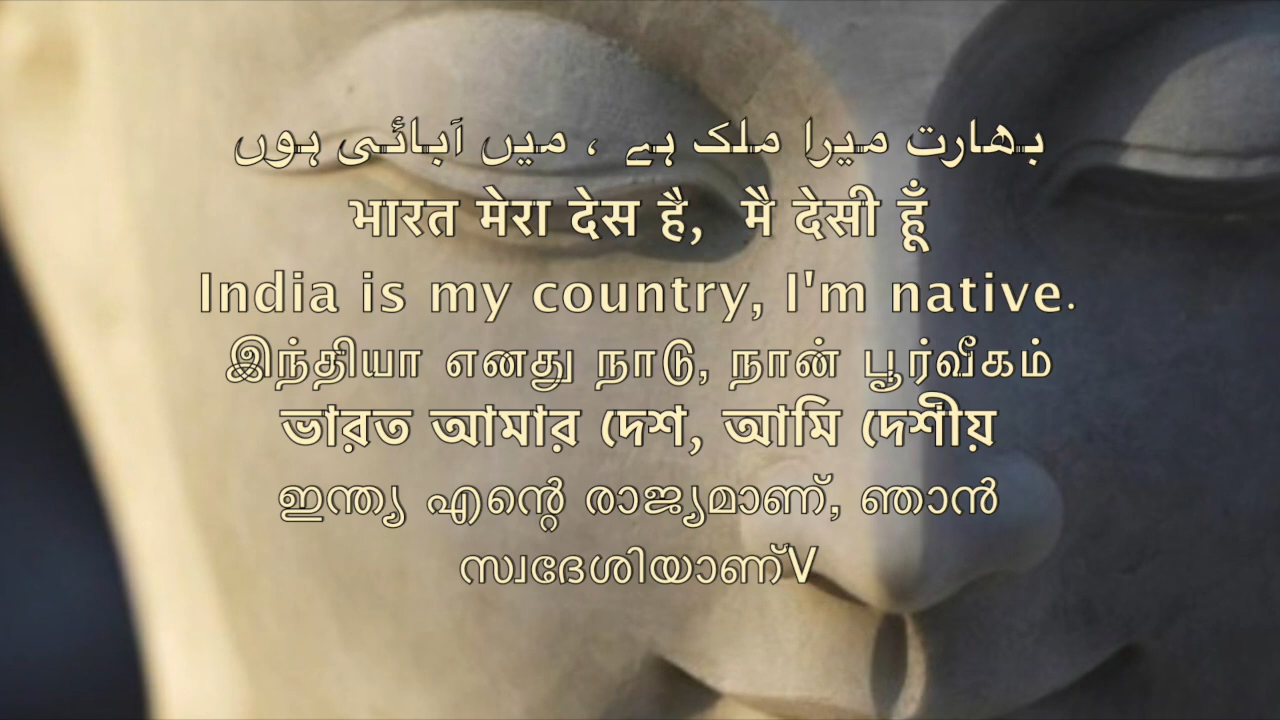 بھارت میرا ملک ہے ، میں آبائی ہوں
भारत मेरा देस है, मै देसी हूँ
India is my country, I'm native.
இந்தியா எனது நாடு, நான் பூர்வீகம்
ভারত আমার দেশ, আমি দেশীয়
ഇന്ത്യ എന്റെ രാജ്യമാണ്, ഞാൻ
സ്വദേശിയാണ്V